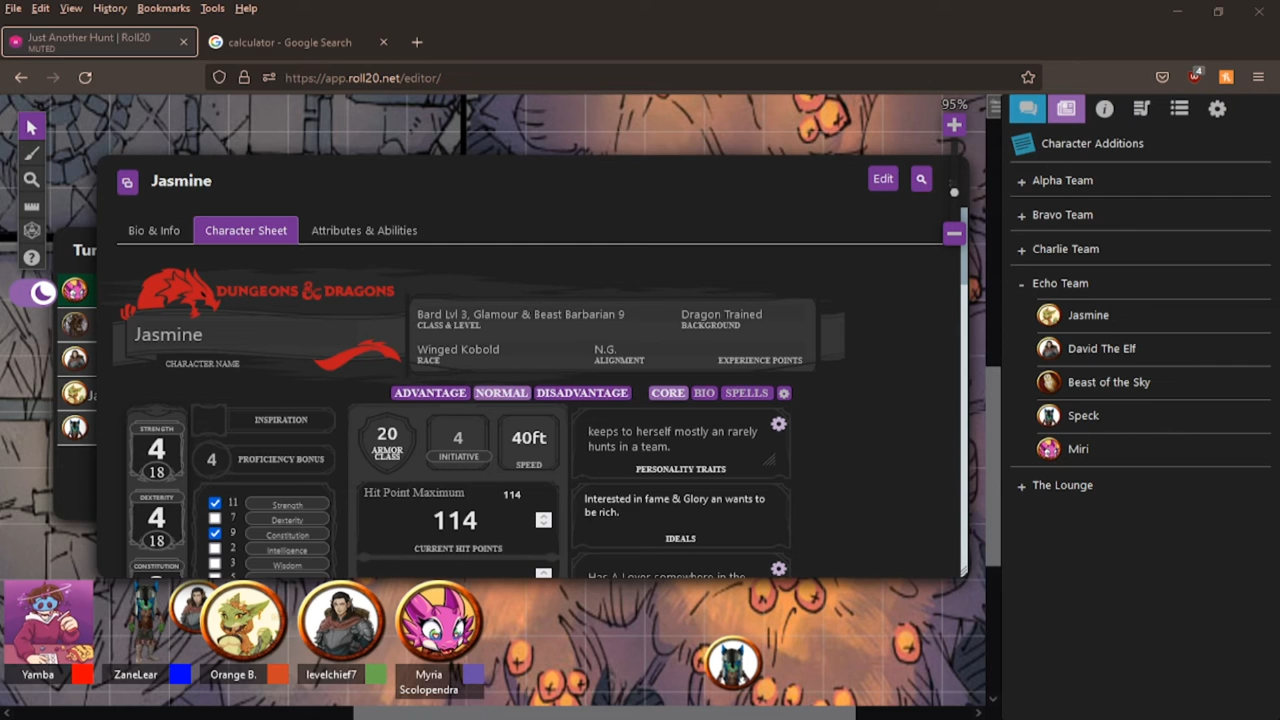 File Edit View History Bookmarks Tools Help
Just Another Hunt | Roll20
MUTED
calculator - Google Search
https://app.roll20.net/editor/
4
95%
Character Additions
Jasmine
Edit
Alpha Team
Bravo Team
Bio & Info
Character Sheet
Attributes & Abilities
Charlie Team
Tur
Echo Team
DUNGEONS & DRAGONS
Jasmine
CHARACTER NAME
Bard Lvl 3, Glamour & Beast Barbarian 9
CLASS & LEVEL
Dragon Trained
BACKGROUND
Winged Kobold
RACE
N.G.
ALIGNMENT
EXPERIENCE POINTS
Jasmine
David The Elf
Beast of the Sky
Speck
Miri
The Lounge
ADVANTAGE NORMAL DISADVANTAGE
CORE BIO SPELLS
Ja
STRENGTH
4
18
DEXTERITY
4
18
CONSTITUTION
INSPIRATION
4 PROFICIENCY BONUS
11 Strength
7 Dexterity
9 Constitution
2 Intelligence
3 Wisdom
20
ARMOR
CLASS
4
INITIATIVE
40ft
SPEED
Hit Point Maximum 114
114
CURRENT HIT POINTS
keeps to herself mostly an rarely
hunts in a team.
PERSONALITY TRAITS
Interested in fame & Glory an wants to
be rich.
IDEALS
Has A Lover somewhere in the
Yamba
ZaneLear
Orange B.
levelchief7
Myria
Scolopendra